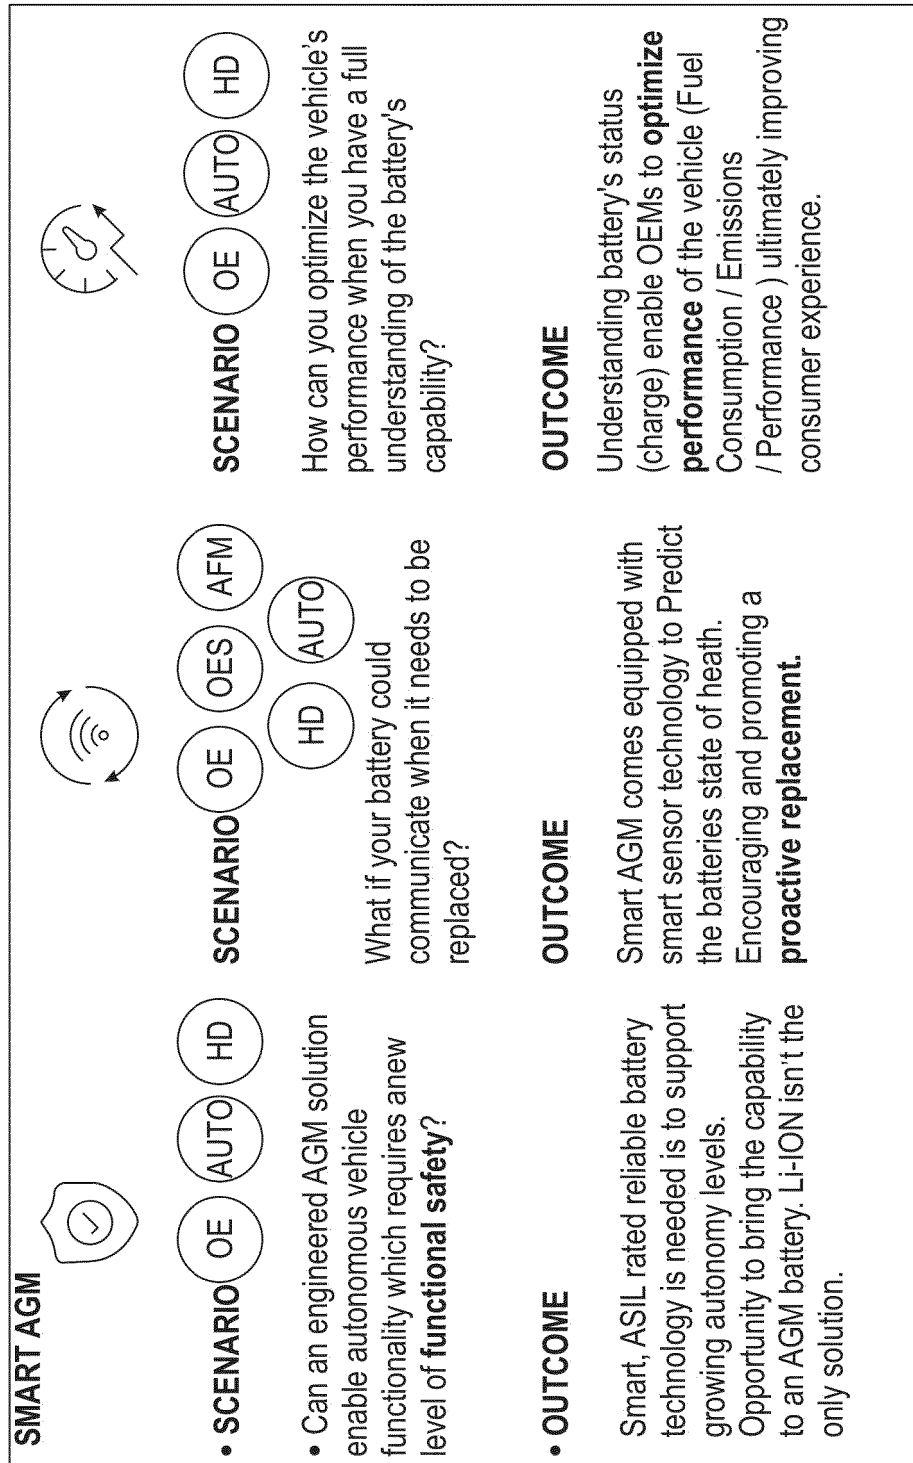 SMART AGM
• SCENARIO OE AUTO HD
• Can an engineered AGM solution
enable autonomous vehicle
functionality which requires anew
level of functional safety?
• OUTCOME
Smart, ASIL rated reliable battery
technology is needed is to support
growing autonomy levels.
Opportunity to bring the capability
to an AGM battery. Li-ION isn't the
only solution.
SCENARIO OE OES AFM
HD AUTO
What if your battery could
communicate when it needs to be
replaced?
OUTCOME
Smart AGM comes equipped with
smart sensor technology to Predict
the batteries state of heath.
Encouraging and promoting a
proactive replacement.
SCENARIO OE AUTO HD
How can you optimize the vehicle's
performance when you have a full
understanding of the battery's
capability?
OUTCOME
Understanding battery's status
(charge) enable OEMs to optimize
performance of the vehicle (Fuel
Consumption / Emissions
/ Performance ) ultimately improving
consumer experience.